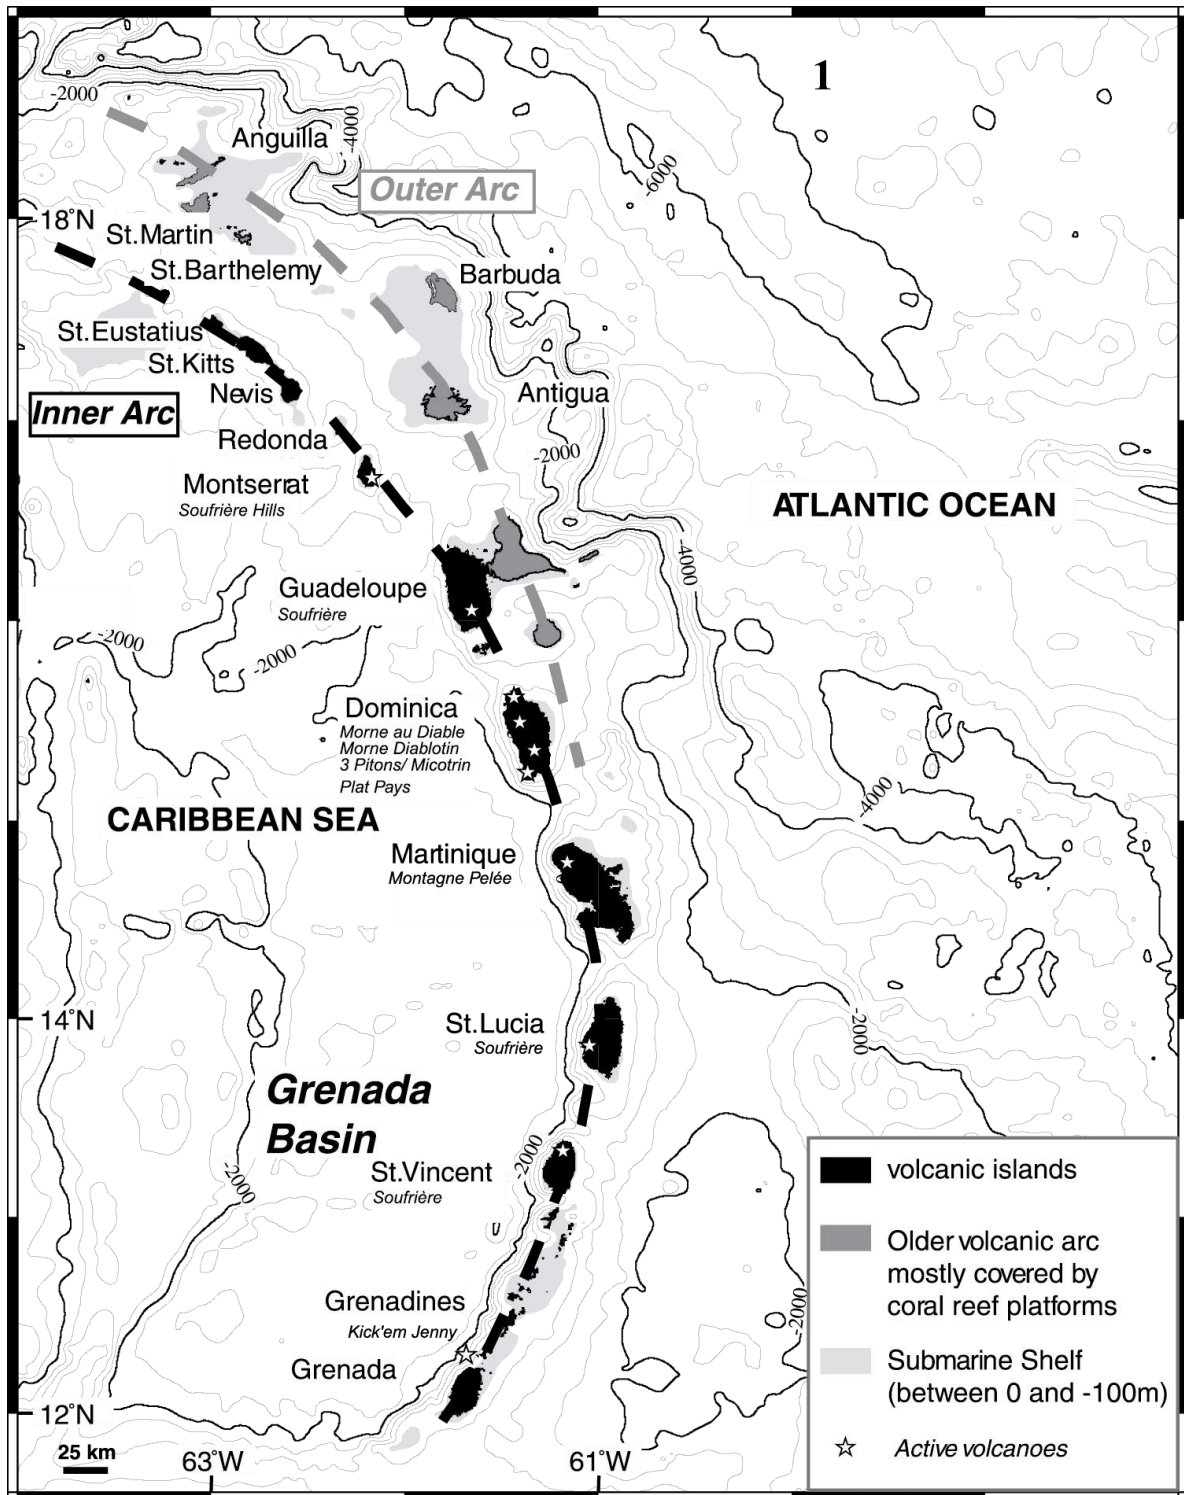 1
-2000
Anguilla
-4000
Outer Arc
-6000
18°N
St.Martin
St.Barthelemy
Barbuda
St.Eustatius
St.Kitts
Nevis
Antigua
Inner Arc
Redonda
-2000
Montserrat
Soufrière Hills
ATLANTIC OCEAN
-4000
Guadeloupe
Soufrière
-2000
-2000
Dominica
Morne au Diable
Morne Diablotin
3 Pitons/ Micotrin
Plat Pays
-4000
CARIBBEAN SEA
Martinique
Montagne Pelée
14°N
St.Lucia
Soufrière
-2000
Grenada
Basin
-2000
St.Vincent
Soufrière
-2000
Grenadines
Kick'em Jenny
Grenada
-2000
12°N
25 km
63°W
61°W
volcanic islands
Older volcanic arc
mostly covered by
coral reef platforms
Submarine Shelf
(between 0 and -100m)
Active volcanoes